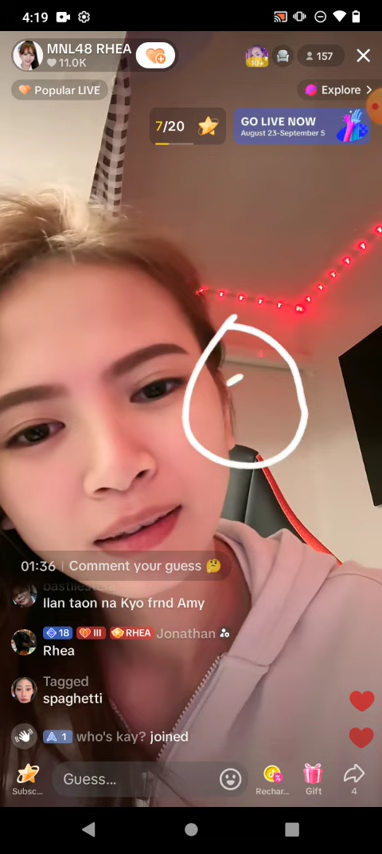 4:19
MNL48 RHEA
11.0K
10+
157
Popular LIVE
Explore >
7/20
GO LIVE NOW
August 23-September 5
01:36 | Comment your guess 🤔
Ilan taon na Kyo frnd Amy
18 III RHEA Jonathan
Rhea
Tagged
spaghetti
1 who's kay? joined
Subsc...
Guess...
Rechar...
Gift
4